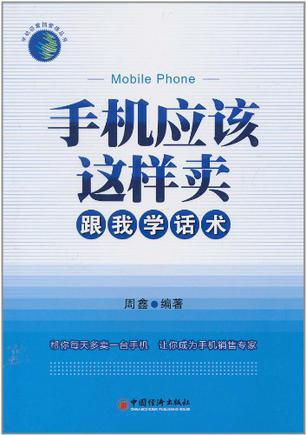 Mobile Phone
手机应该
这样卖
跟我学话术
周鑫 编著
帮你每天多卖一台手机 让你成为手机销售专家
中国经济出版社